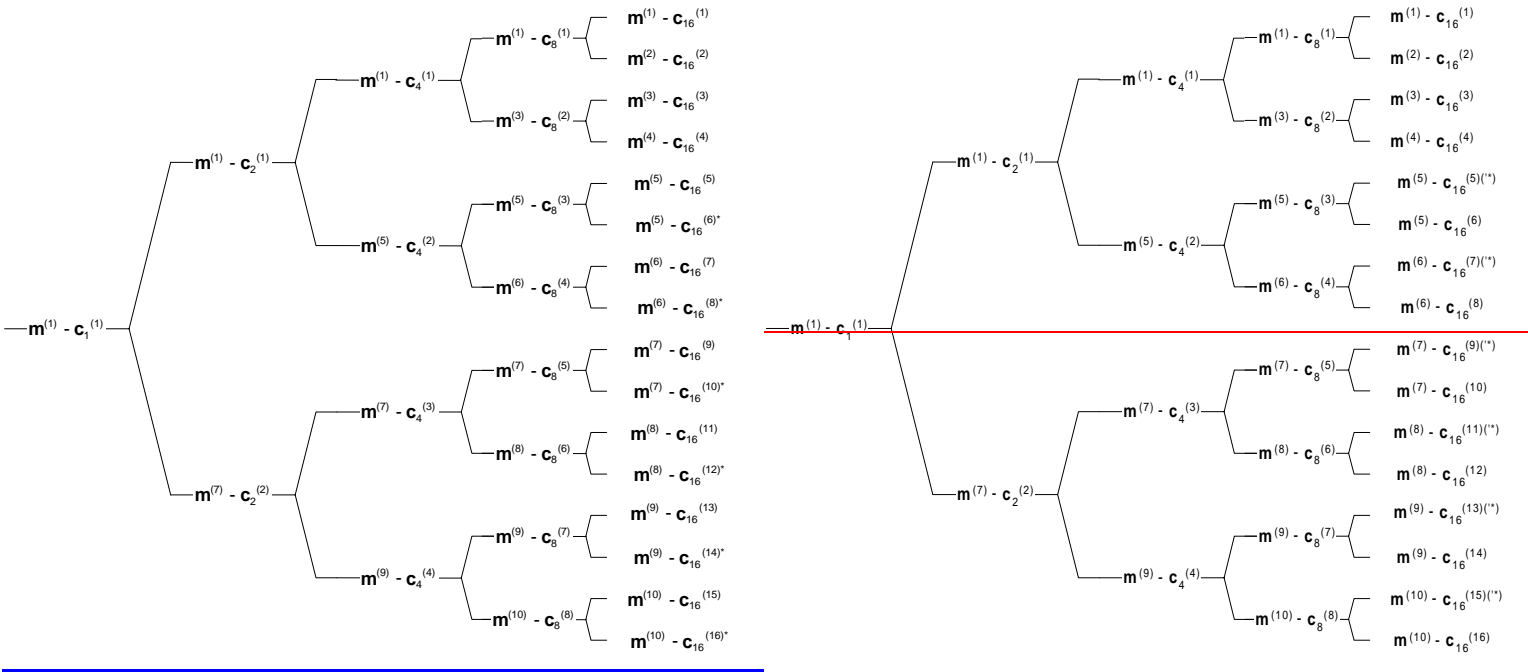 m(1) - c16(1)
m(1) - c8(1)
m(2) - c16(2)
m(1) - c4(1)
m(3) - c16(3)
m(3) - c8(2)
m(4) - c16(4)
m(1) - c2(1)
m(5) - c16(5)
m(5) - c8(3)
m(5) - c16(6)*
m(5) - c4(2)
m(6) - c16(7)
m(6) - c8(4)
m(6) - c16(8)*
m(1) - c1(1)
m(7) - c16(9)
m(7) - c8(5)
m(7) - c16(10)*
m(7) - c4(3)
m(8) - c16(11)
m(8) - c8(6)
m(8) - c16(12)*
m(7) - c2(2)
m(9) - c16(13)
m(9) - c8(7)
m(9) - c16(14)*
m(9) - c4(4)
m(10) - c16(15)
m(10) - c8(8)
m(10) - c16(16)*
m(1) - c16(1)
m(1) - c8(1)
m(2) - c16(2)
m(1) - c4(1)
m(3) - c16(3)
m(3) - c8(2)
m(4) - c16(4)
m(1) - c2(1)
m(5) - c16(5)('*)
m(5) - c8(3)
m(5) - c16(6)
m(5) - c4(2)
m(6) - c16(7)('*)
m(6) - c8(4)
m(6) - c16(8)
m(1) - c1(1)
m(7) - c16(9)('*)
m(7) - c8(5)
m(7) - c16(10)
m(7) - c4(3)
m(8) - c16(11)('*)
m(8) - c8(6)
m(8) - c16(12)
m(7) - c2(2)
m(9) - c16(13)('*)
m(9) - c8(7)
m(9) - c16(14)
m(9) - c4(4)
m(10) - c16(15)('*)
m(10) - c8(8)
m(10) - c16(16)